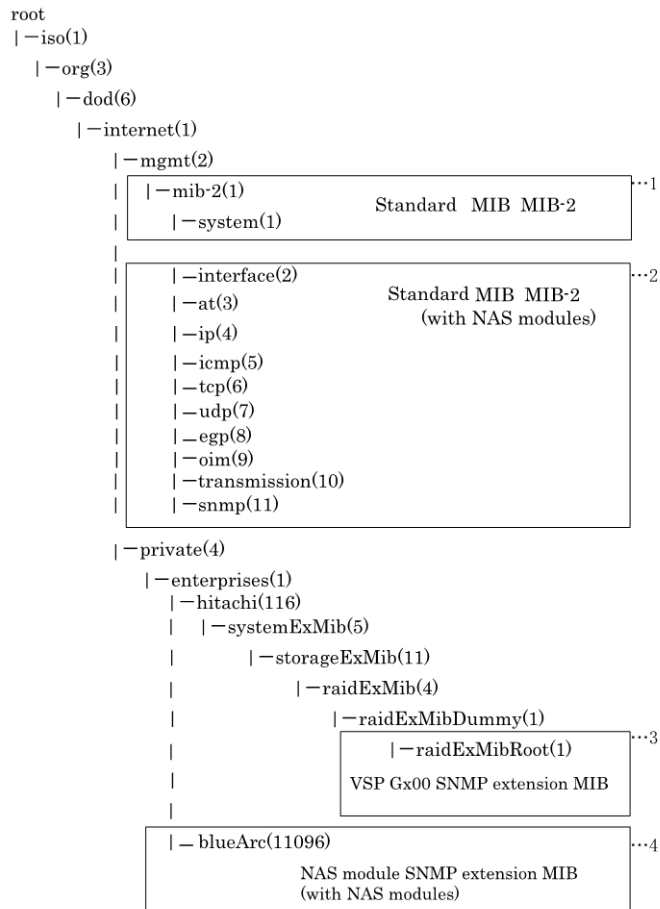 root
|—iso(1)
|—org(3)
|—dod(6)
|—internet(1)
|—mgmt(2)
|—mib-2(1)
Standard MIB MIB-2
|—system(1)
…1
|—interface(2)
Standard MIB MIB-2
(with NAS modules)
…2
|—at(3)
|—ip(4)
|—icmp(5)
|—tcp(6)
|—udp(7)
|—egp(8)
|—oim(9)
|—transmission(10)
|—snmp(11)
|—private(4)
|—enterprises(1)
|—hitachi(116)
|—systemExMib(5)
|—storageExMib(11)
|—raidExMib(4)
|—raidExMibDummy(1)
|—raidExMibRoot(1)
…3
VSP Gx00 SNMP extension MIB
|—blueArc(11096)
…4
NAS module SNMP extension MIB
(with NAS modules)